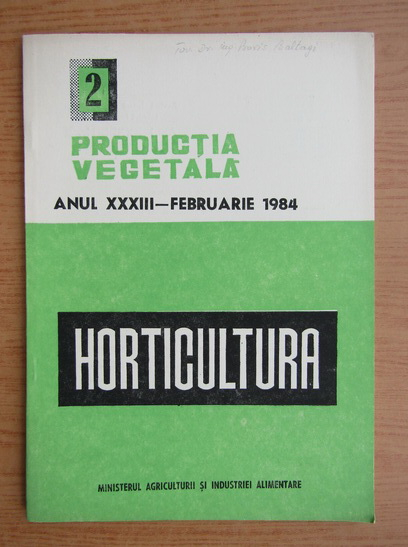 2
PRODUCȚIA
VEGETALĂ
ANUL XXXIII—FEBRUARIE 1984
HORTICULTURA
MINISTERUL AGRICULTURII ȘI INDUSTRIEI ALIMENTARE